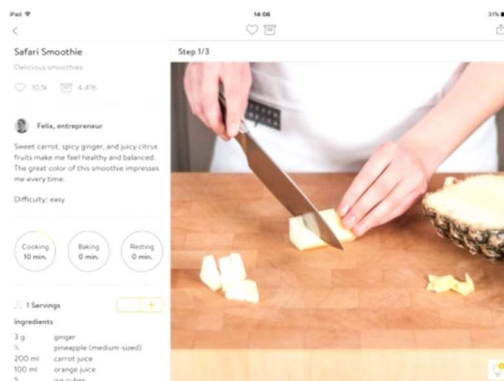 iPad
14:06
31%
Safari Smoothie
Delicious smoothies
10,1k
4.416
Felix, entrepreneur
Sweet carrot, spicy ginger, and juicy citrus
fruits make me feel healthy and balanced.
The great color of this smoothie impresses
me every time.
Difficulty: easy
Cooking
10 min.
Baking
0 min.
Resting
0 min.
1 Servings
Ingredients
3 g ginger
pineapple (medium-sized)
200 ml carrot juice
100 ml orange juice
5 ice cubes
Step 1/3